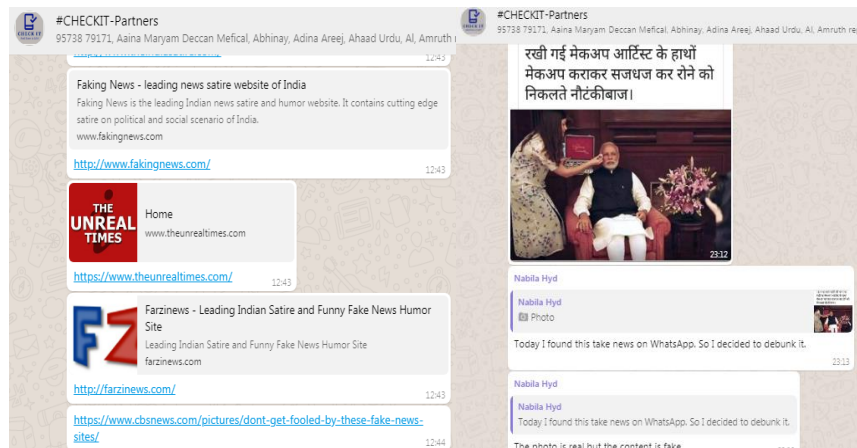 #CHECKIT-Partners
95738 79171, Aaina Maryam Deccan Mefical, Abhinay, Adina Areej, Ahaad Urdu, Al, Amruth r
12:43
Faking News - leading news satire website of India
Faking News is the leading Indian news satire and humor website. It contains cutting edge
satire on political and social scenario of India.
www.fakingnews.com
http://www.fakingnews.com/
12:43
THE
UNREAL
TIMES
Home
www.theunrealtimes.com
https://www.theunrealtimes.com/
12:43
FZ
Farzinews - Leading Indian Satire and Funny Fake News Humor
Site
Leading Indian Satire and Funny Fake News Humor Site
farzinews.com
http://farzinews.com/
12:43
https://www.cbsnews.com/pictures/dont-get-fooled-by-these-fake-news-
sites/
12:44
#CHECKIT-Partners
95738 79171, Aaina Maryam Deccan Mefical, Abhinay, Adina Areej, Ahaad Urdu, Al, Amruth re
रखी गई मेकअप आर्टिस्ट के हाथों
मेकअप कराकर सजधज कर रोने को
निकलते नौटंकीबाज।
23:12
Nabila Hyd
Nabila Hyd
Photo
Today I found this take news on WhatsApp. So I decided to debunk it.
23:13
Nabila Hyd
Nabila Hyd
Today I found this take news on WhatsApp. So I decided to debunk it.
The photo is real but the content is fake